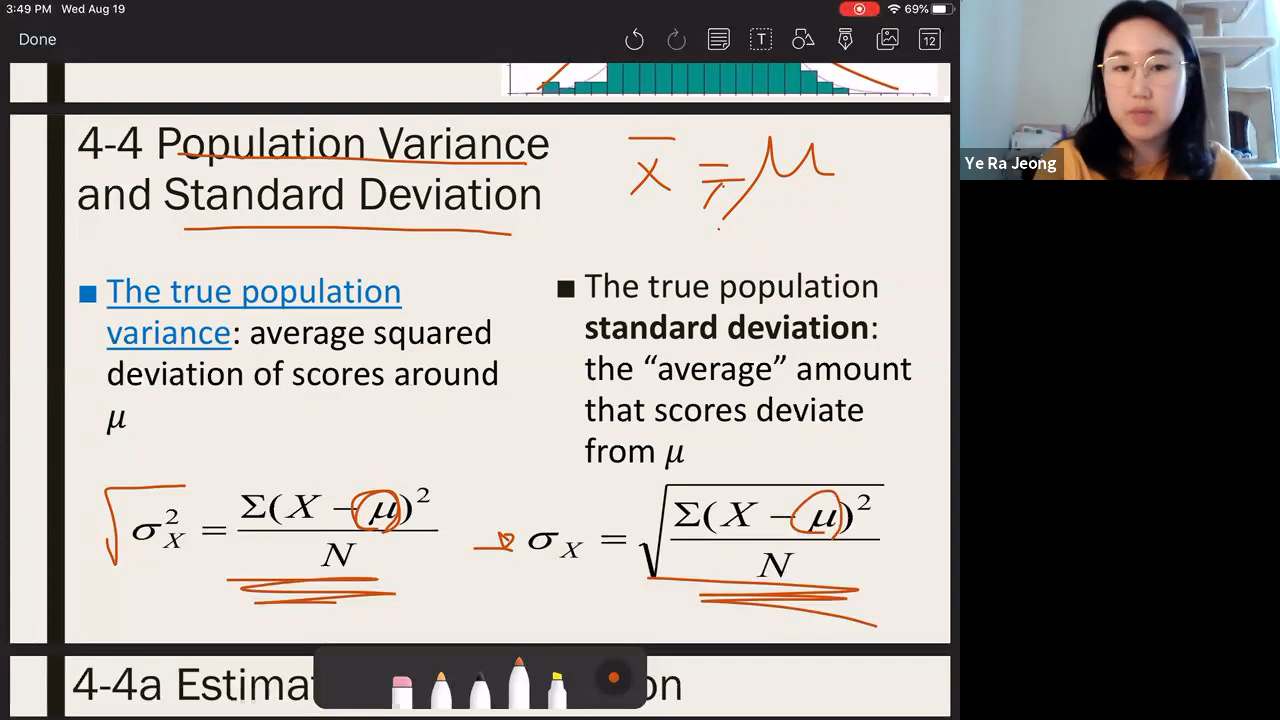 3:49 PM Wed Aug 19
69%
Done
T
12
4-4 Population Variance
and Standard Deviation
x̄ = μ
Ye Ra Jeong
■ The true population
variance: average squared
deviation of scores around
μ
σ²_X = Σ(X − μ)² / N
■ The true population
standard deviation:
the “average” amount
that scores deviate
from μ
σ_X = √(Σ(X − μ)² / N)
4-4a Estima
on